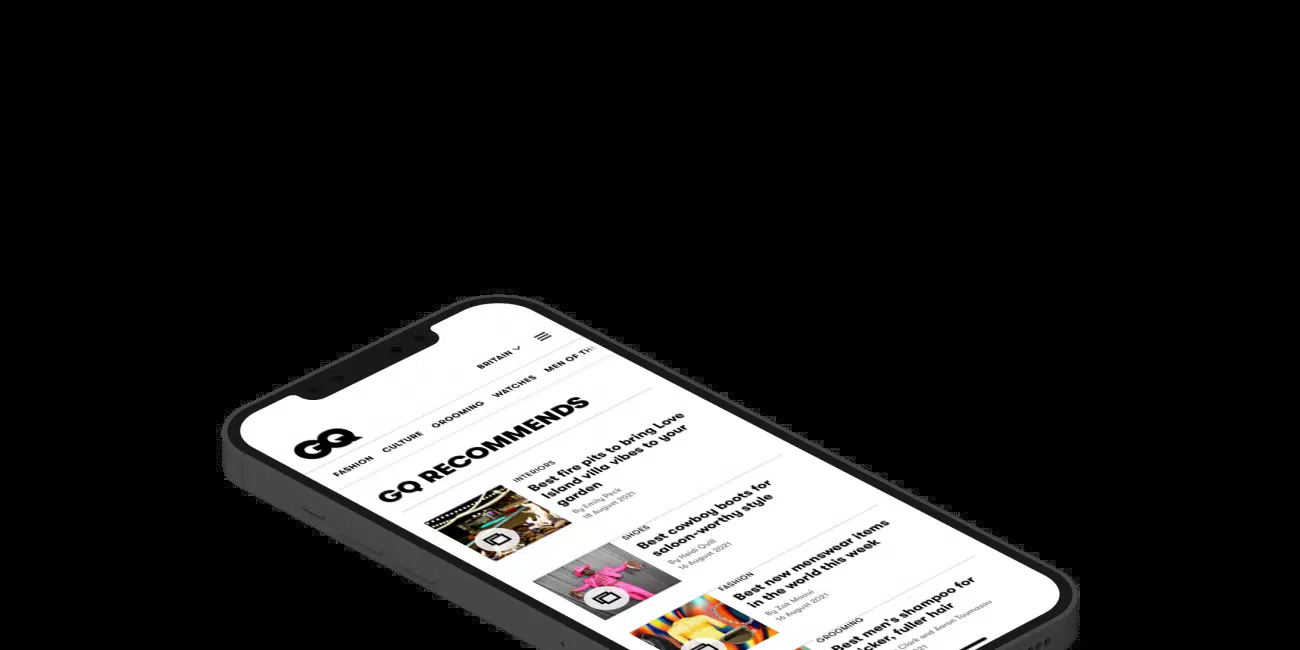 BRITAIN
GQ
FASHION CULTURE GROOMING WATCHES MEN OF TH
GQ RECOMMENDS
INTERIORS
Best fire pits to bring Love
Island villa vibes to your
garden
By Emily Peck
18 August 2021
SHOES
Best cowboy boots for
saloon-worthy style
By Heidi Quill
16 August 2021
FASHION
Best new menswear items
in the world this week
By Zak Maoui
16 August 2021
GROOMING
Best men's shampoo for
icker, fuller hair
Clark and Aaron Toumazou